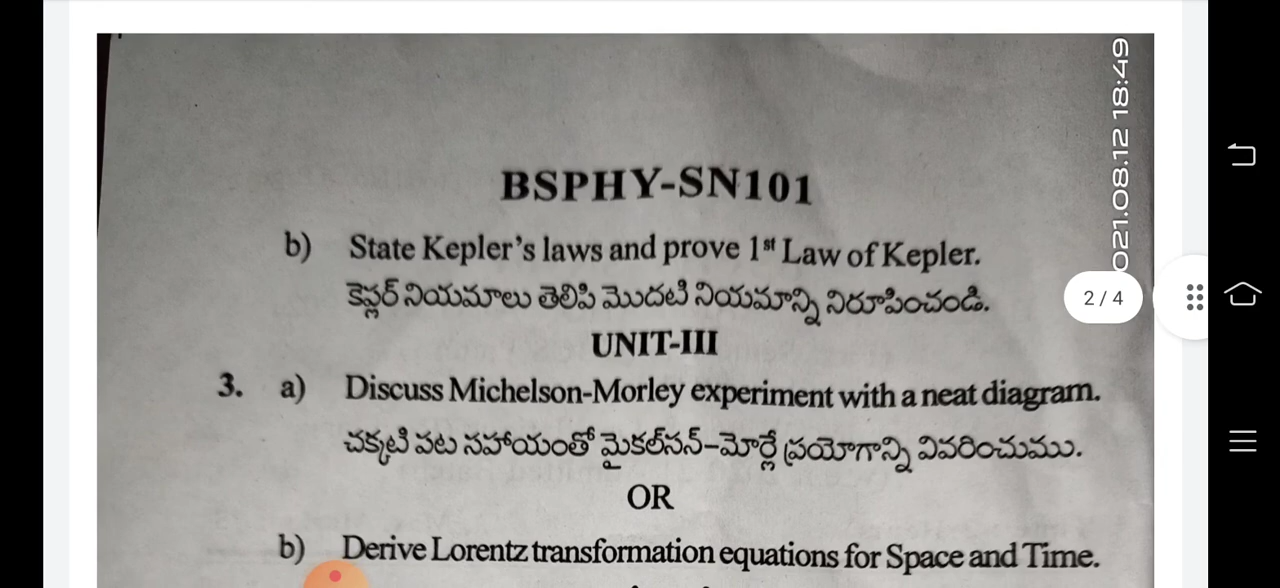 BSPHY-SN101
b) State Kepler's laws and prove 1st Law of Kepler.
కెప్లర్ నియమాలు తెలిపి మొదటి నియమాన్ని నిరూపించండి.
UNIT-III
3. a) Discuss Michelson-Morley experiment with a neat diagram.
చక్కటి పట సహాయంతో మైకల్‌సన్-మోర్లే ప్రయోగాన్ని వివరించుము.
OR
b) Derive Lorentz transformation equations for Space and Time.
021.08.12 18:49
2 / 4